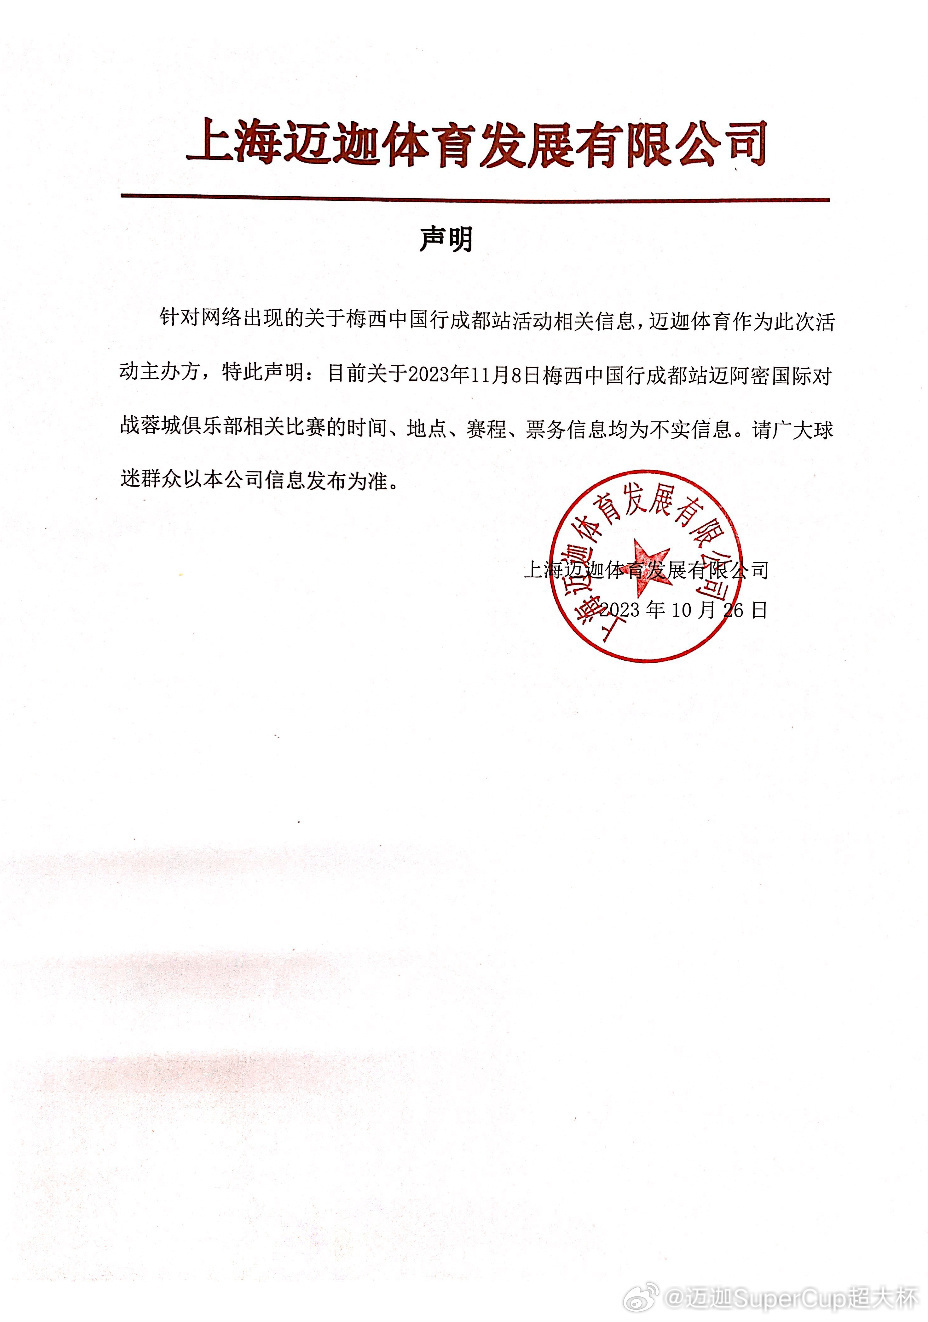 上海迈迦体育发展有限公司
声明
针对网络出现的关于梅西中国行成都站活动相关信息，迈迦体育作为此次活
动主办方，特此声明：目前关于2023年11月8日梅西中国行成都站迈阿密国际对
战蓉城俱乐部相关比赛的时间、地点、赛程、票务信息均为不实信息。请广大球
迷群众以本公司信息发布为准。
上海迈迦体育发展有限公司
上海迈迦体育发展有限公司
2023 年 10 月 26 日
@迈迦SuperCup超大杯